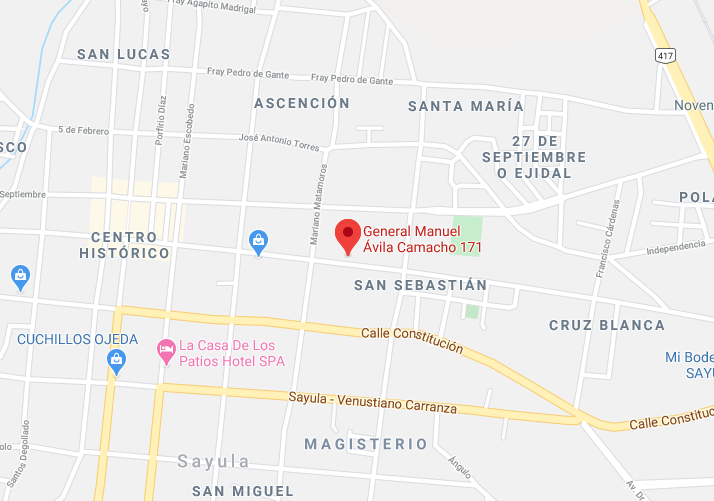 Fray Agapito Madrigal
SAN LUCAS
417
Fray Pedro de Gante
Fray Pedro de Gante
ASCENCIÓN
SANTA MARÍA
Noven
Porfirio Díaz
Mariano Escobedo
5 de Febrero
José Antonio Torres
27 DE
SEPTIEMBRE
O EJIDAL
SCO
Mariano Matamoros
Septiembre
POLA
Francisco Cárdenas
General Manuel
Ávila Camacho 171
CENTRO
HISTÓRICO
Independencia
SAN SEBASTIÁN
CRUZ BLANCA
CUCHILLOS OJEDA
Calle Constitución
La Casa De Los
Patios Hotel SPA
Mi Bode
SAYU
Sayula - Venustiano Carranza
Calle Constituc
MAGISTERIO
olo
Santos Degollado
Sayula
Ángulo
Av. D
SAN MIGUEL